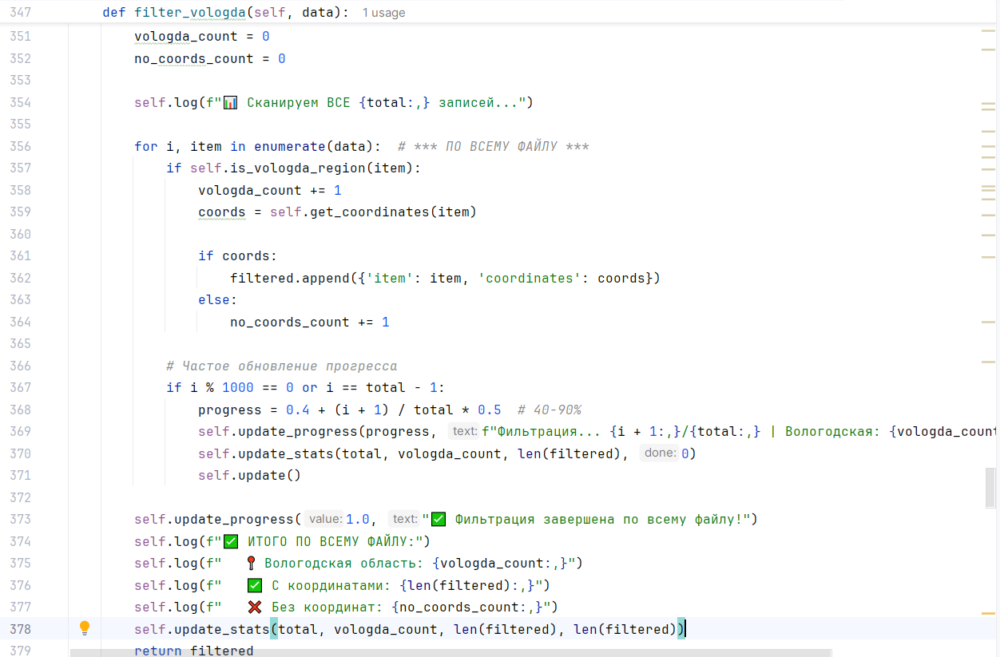 347 def filter_vologda(self, data): 1 usage
351 vologda_count = 0
352 no_coords_count = 0
353
354 self.log(f"📊 Сканируем ВСЕ {total:,} записей...")
355
356 for i, item in enumerate(data): # *** ПО ВСЕМУ ФАЙЛУ ***
357 if self.is_vologda_region(item):
358 vologda_count += 1
359 coords = self.get_coordinates(item)
360
361 if coords:
362 filtered.append({'item': item, 'coordinates': coords})
363 else:
364 no_coords_count += 1
365
366 # Частое обновление прогресса
367 if i % 1000 == 0 or i == total - 1:
368 progress = 0.4 + (i + 1) / total * 0.5 # 40-90%
369 self.update_progress(progress, text: f"Фильтрация... {i + 1:,}/{total:,} | Вологодская: {vologda_count
370 self.update_stats(total, vologda_count, len(filtered), done: 0)
371 self.update()
372
373 self.update_progress( value: 1.0, text: "✅ Фильтрация завершена по всему файлу!")
374 self.log(f"✅ ИТОГО ПО ВСЕМУ ФАЙЛУ:")
375 self.log(f" 📍 Вологодская область: {vologda_count:,}")
376 self.log(f" ✅ С координатами: {len(filtered):,}")
377 self.log(f" ❌ Без координат: {no_coords_count:,}")
378 self.update_stats(total, vologda_count, len(filtered), len(filtered))
379 return filtered